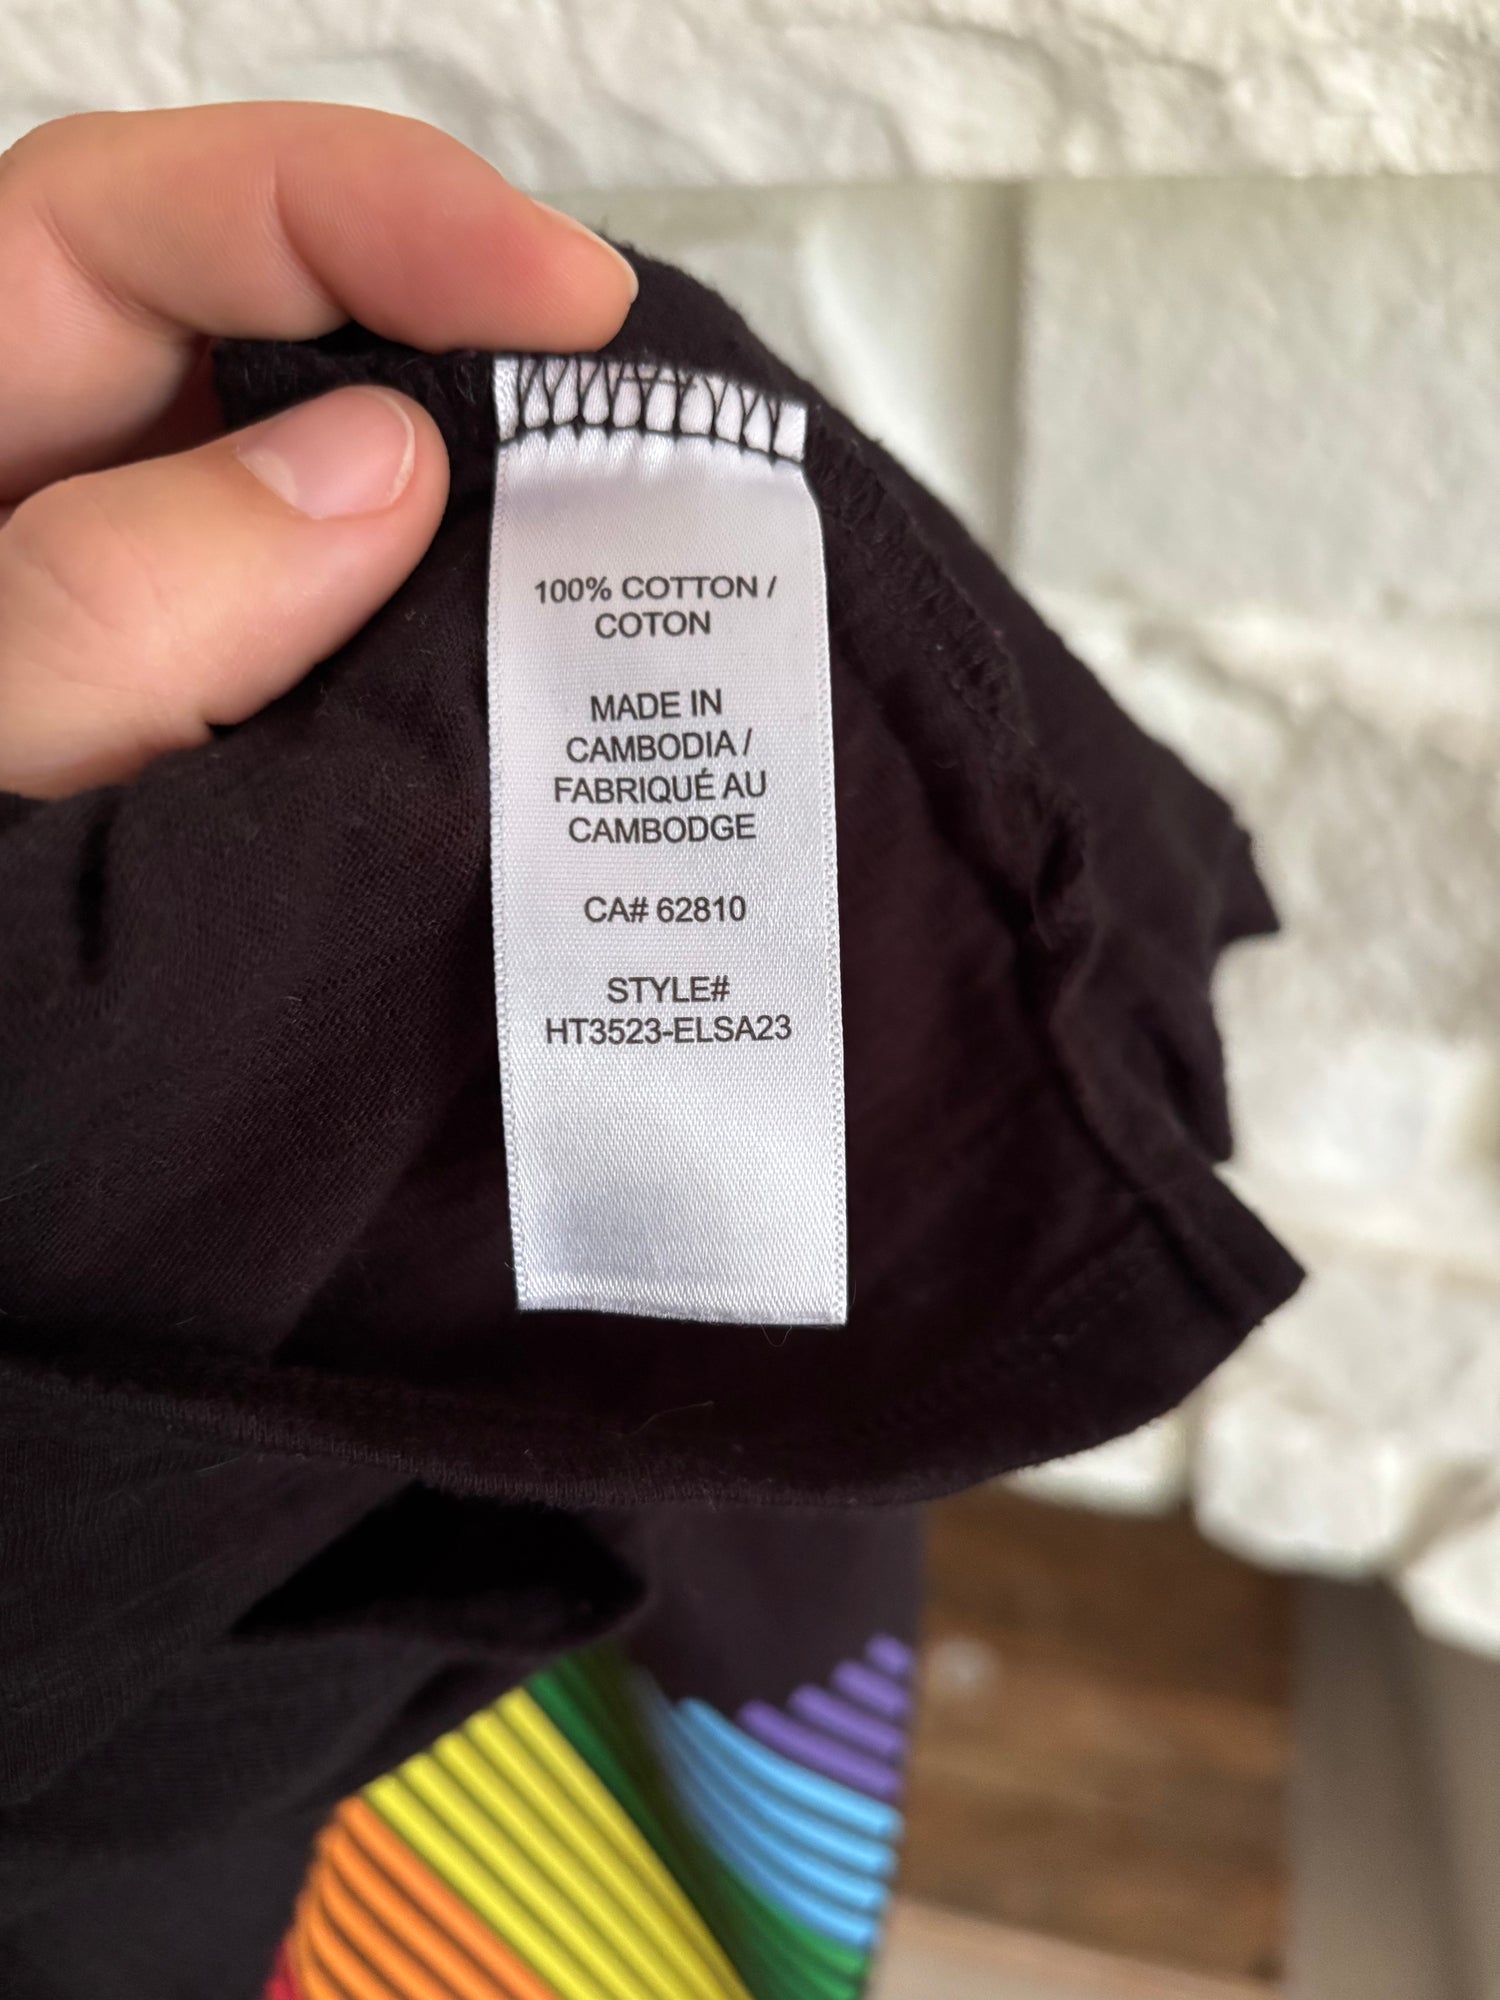 100% COTTON /
COTON
MADE IN
CAMBODIA /
FABRIQUÉ AU
CAMBODGE
CA# 62810
STYLE#
HT3523-ELSA23